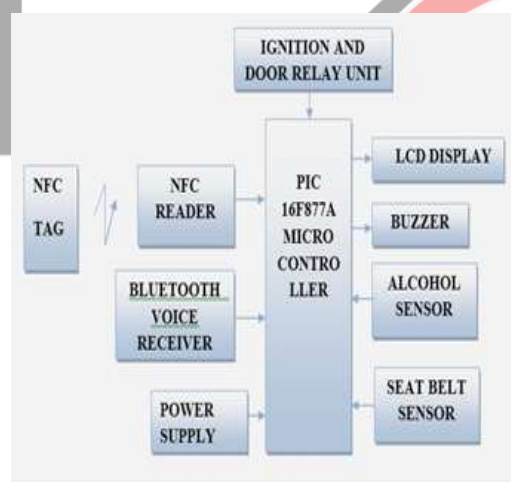 IGNITION AND
DOOR RELAY UNIT
NFC
TAG
NFC
READER
PIC
16F877A
MICRO
CONTRO
LLER
LCD DISPLAY
BUZZER
BLUETOOTH
VOICE
RECEIVER
ALCOHOL
SENSOR
POWER
SUPPLY
SEAT BELT
SENSOR